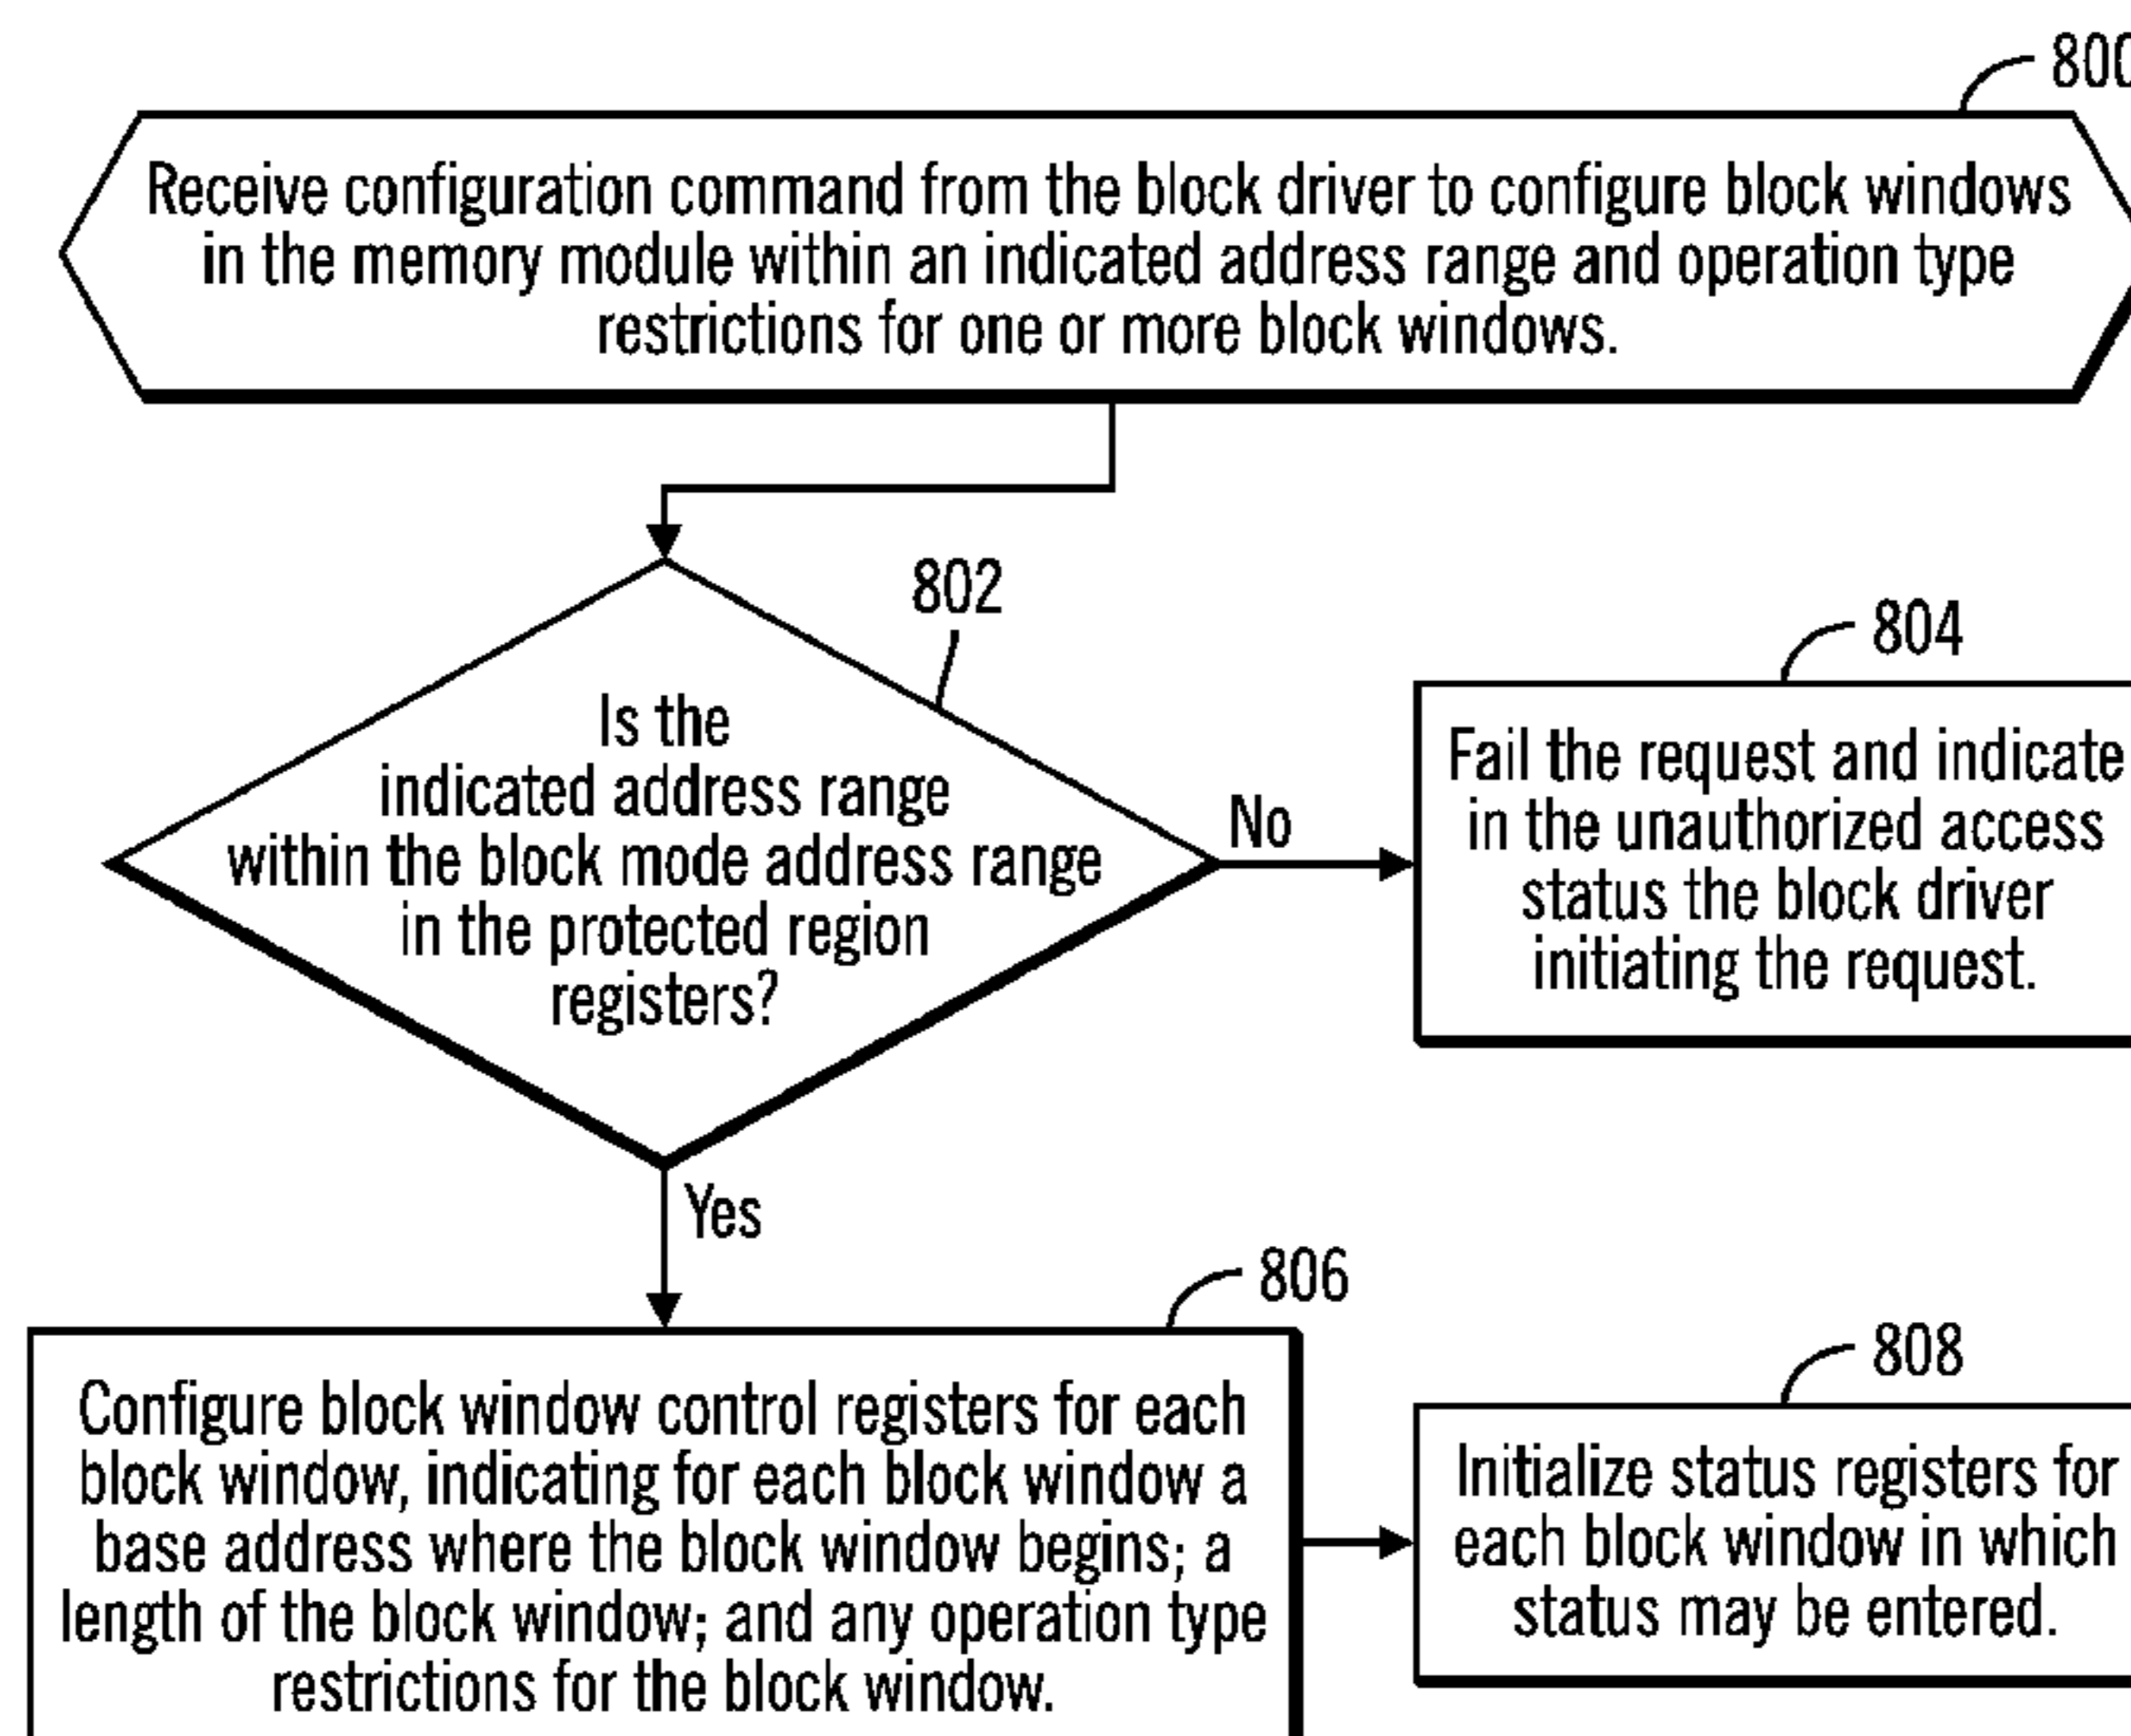 800
Receive configuration command from the block driver to configure block windows
in the memory module within an indicated address range and operation type
restrictions for one or more block windows.
802
Is the
indicated address range
within the block mode address range
in the protected region
registers?
No
804
Fail the request and indicate
in the unauthorized access
status the block driver
initiating the request.
Yes
806
Configure block window control registers for each
block window, indicating for each block window a
base address where the block window begins; a
length of the block window; and any operation type
restrictions for the block window.
808
Initialize status registers for
each block window in which
status may be entered.